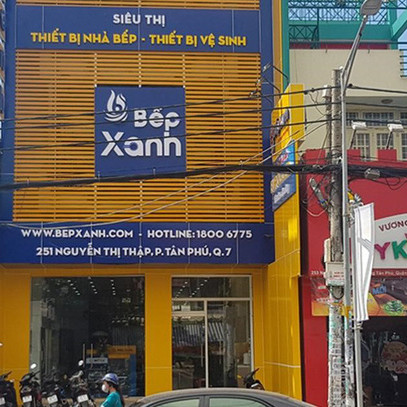 SIÊU THỊ
THIẾT BỊ NHÀ BẾP - THIẾT BỊ VỆ SINH
Bếp
Xanh
WWW.BEPXANH.COM - HOTLINE: 1800 6775
251 NGUYỄN THỊ THẬP, P. TÂN PHÚ, Q.7
VƯƠNG